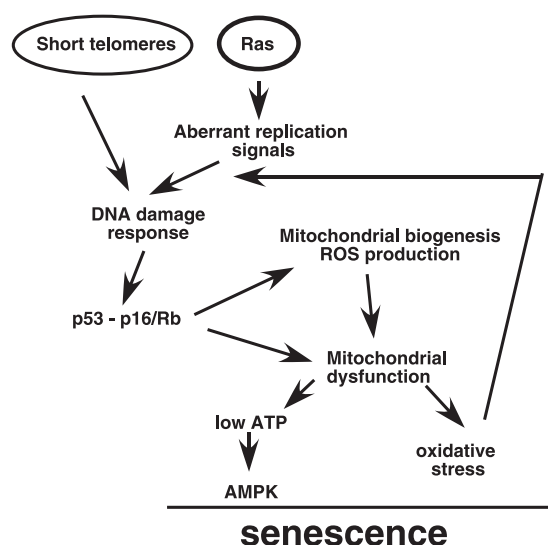 Short telomeres
Ras
Aberrant replication
signals
DNA damage
response
Mitochondrial biogenesis
ROS production
p53 - p16/Rb
Mitochondrial
dysfunction
low ATP
oxidative
stress
AMPK
senescence